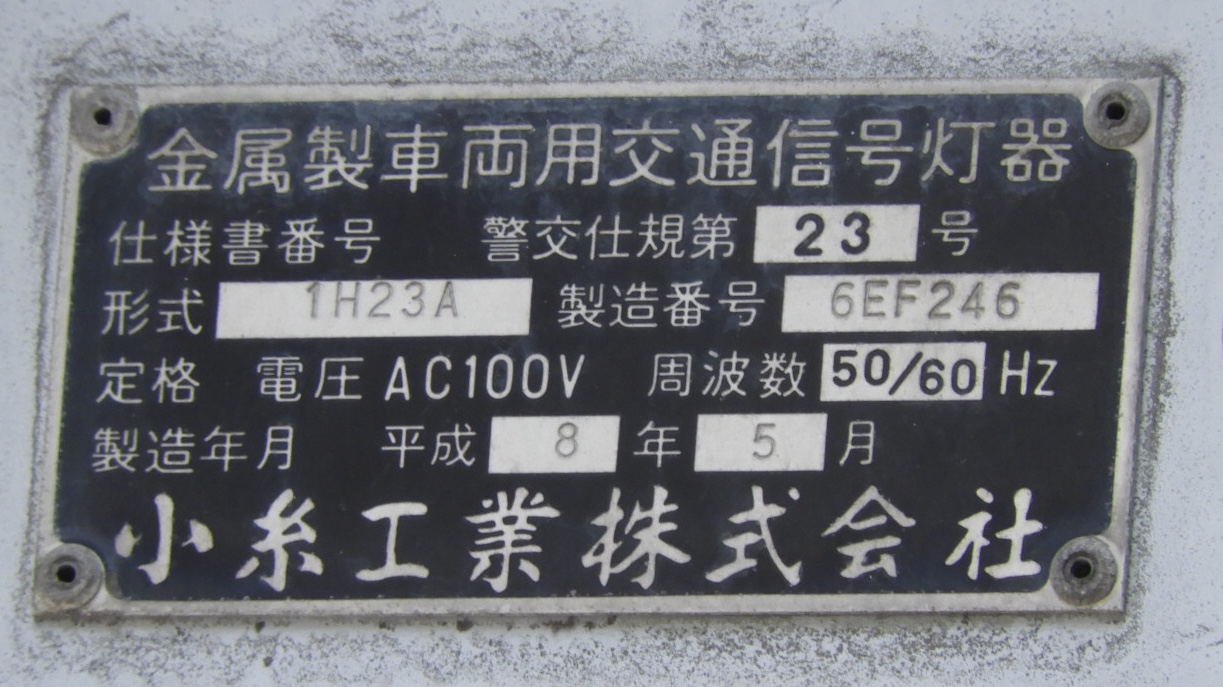 金属製車両用交通信号灯器
仕様書番号 警交仕規第 23 号
形式 1H23A 製造番号 6EF246
定格 電圧 AC100V 周波数 50/60 Hz
製造年月 平成 8 年 5 月
小糸工業株式会社